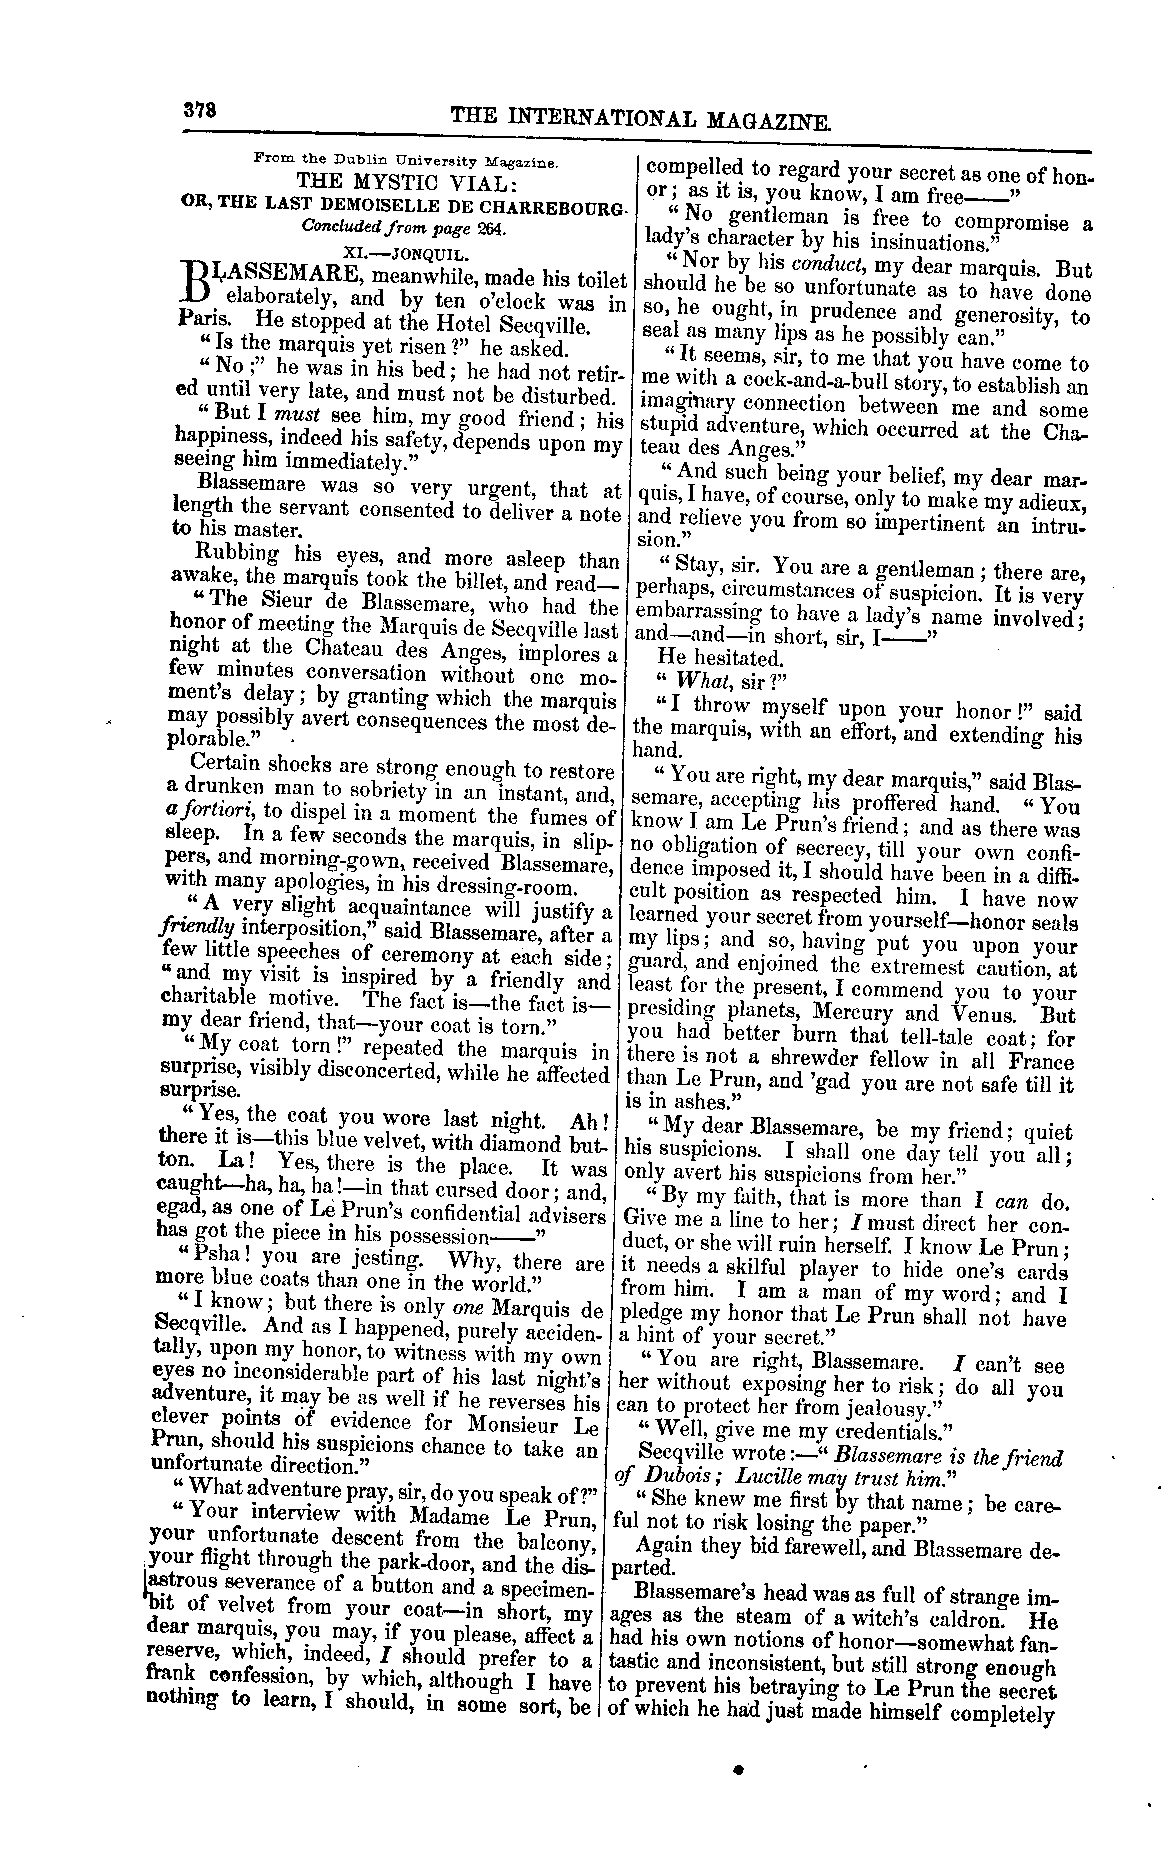 378
THE INTERNATIONAL MAGAZINE.
From the Dublin University Magazine.
THE MYSTIC VIAL:
OR, THE LAST DEMOISELLE DE CHARREBOURG.
Concluded from page 264.
XI.—JONQUIL.
BLASSEMARE, meanwhile, made his toilet
elaborately, and by ten o'clock was in
Paris. He stopped at the Hotel Secqville.
"Is the marquis yet risen?" he asked.
"No;" he was in his bed; he had not retir-
ed until very late, and must not be disturbed.
"But I must see him, my good friend; his
happiness, indeed his safety, depends upon my
seeing him immediately."
Blassemare was so very urgent, that at
length the servant consented to deliver a note
to his master.
Rubbing his eyes, and more asleep than
awake, the marquis took the billet, and read—
"The Sieur de Blassemare, who had the
honor of meeting the Marquis de Secqville last
night at the Chateau des Anges, implores a
few minutes conversation without one mo-
ment's delay; by granting which the marquis
may possibly avert consequences the most de-
plorable."
Certain shocks are strong enough to restore
a drunken man to sobriety in an instant, and,
a fortiori, to dispel in a moment the fumes of
sleep. In a few seconds the marquis, in slip-
pers, and morning-gown, received Blassemare,
with many apologies, in his dressing-room.
"A very slight acquaintance will justify a
friendly interposition," said Blassemare, after a
few little speeches of ceremony at each side;
"and my visit is inspired by a friendly and
charitable motive. The fact is—the fact is—
my dear friend, that—your coat is torn."
"My coat torn!" repeated the marquis in
surprise, visibly disconcerted, while he affected
surprise.
"Yes, the coat you wore last night. Ah!
there it is—this blue velvet, with diamond but-
ton. La! Yes, there is the place. It was
caught—ha, ha, ha!—in that cursed door; and,
egad, as one of Le Prun's confidential advisers
has got the piece in his possession——"
"Psha! you are jesting. Why, there are
more blue coats than one in the world."
"I know; but there is only one Marquis de
Secqville. And as I happened, purely acciden-
tally, upon my honor, to witness with my own
eyes no inconsiderable part of his last night's
adventure, it may be as well if he reverses his
clever points of evidence for Monsieur Le
Prun, should his suspicions chance to take an
unfortunate direction."
"What adventure pray, sir, do you speak of?"
"Your interview with Madame Le Prun,
your unfortunate descent from the balcony,
your flight through the park-door, and the dis-
astrous severance of a button and a specimen-
bit of velvet from your coat—in short, my
dear marquis, you may, if you please, affect a
reserve, which, indeed, I should prefer to a
frank confession, by which, although I have
nothing to learn, I should, in some sort, be
compelled to regard your secret as one of hon-
or; as it is, you know, I am free——"
"No gentleman is free to compromise a
lady's character by his insinuations."
"Nor by his conduct, my dear marquis. But
should he be so unfortunate as to have done
so, he ought, in prudence and generosity, to
seal as many lips as he possibly can."
"It seems, sir, to me that you have come to
me with a cock-and-a-bull story, to establish an
imaginary connection between me and some
stupid adventure, which occurred at the Cha-
teau des Anges."
"And such being your belief, my dear mar-
quis, I have, of course, only to make my adieux,
and relieve you from so impertinent an intru-
sion."
"Stay, sir. You are a gentleman; there are,
perhaps, circumstances of suspicion. It is very
embarrassing to have a lady's name involved;
and—and—in short, sir, I——"
He hesitated.
"What, sir?"
"I throw myself upon your honor!" said
the marquis, with an effort, and extending his
hand.
"You are right, my dear marquis," said Blas-
semare, accepting his proffered hand. "You
know I am Le Prun's friend; and as there was
no obligation of secrecy, till your own confi-
dence imposed it, I should have been in a diffi-
cult position as respected him. I have now
learned your secret from yourself—honor seals
my lips; and so, having put you upon your
guard, and enjoined the extremest caution, at
least for the present, I commend you to your
presiding planets, Mercury and Venus. But
you had better burn that tell-tale coat; for
there is not a shrewder fellow in all France
than Le Prun, and 'gad you are not safe till it
is in ashes."
"My dear Blassemare, be my friend; quiet
his suspicions. I shall one day tell you all;
only avert his suspicions from her."
"By my faith, that is more than I can do.
Give me a line to her; I must direct her con-
duct, or she will ruin herself. I know Le Prun;
it needs a skilful player to hide one's cards
from him. I am a man of my word; and I
pledge my honor that Le Prun shall not have
a hint of your secret."
"You are right, Blassemare. I can't see
her without exposing her to risk; do all you
can to protect her from jealousy."
"Well, give me my credentials."
Secqville wrote:—"Blassemare is the friend
of Dubois; Lucille may trust him."
"She knew me first by that name; be care-
ful not to risk losing the paper."
Again they bid farewell, and Blassemare de-
parted.
Blassemare's head was as full of strange im-
ages as the steam of a witch's caldron. He
had his own notions of honor—somewhat fan-
tastic and inconsistent, but still strong enough
to prevent his betraying to Le Prun the secret
of which he had just made himself completely